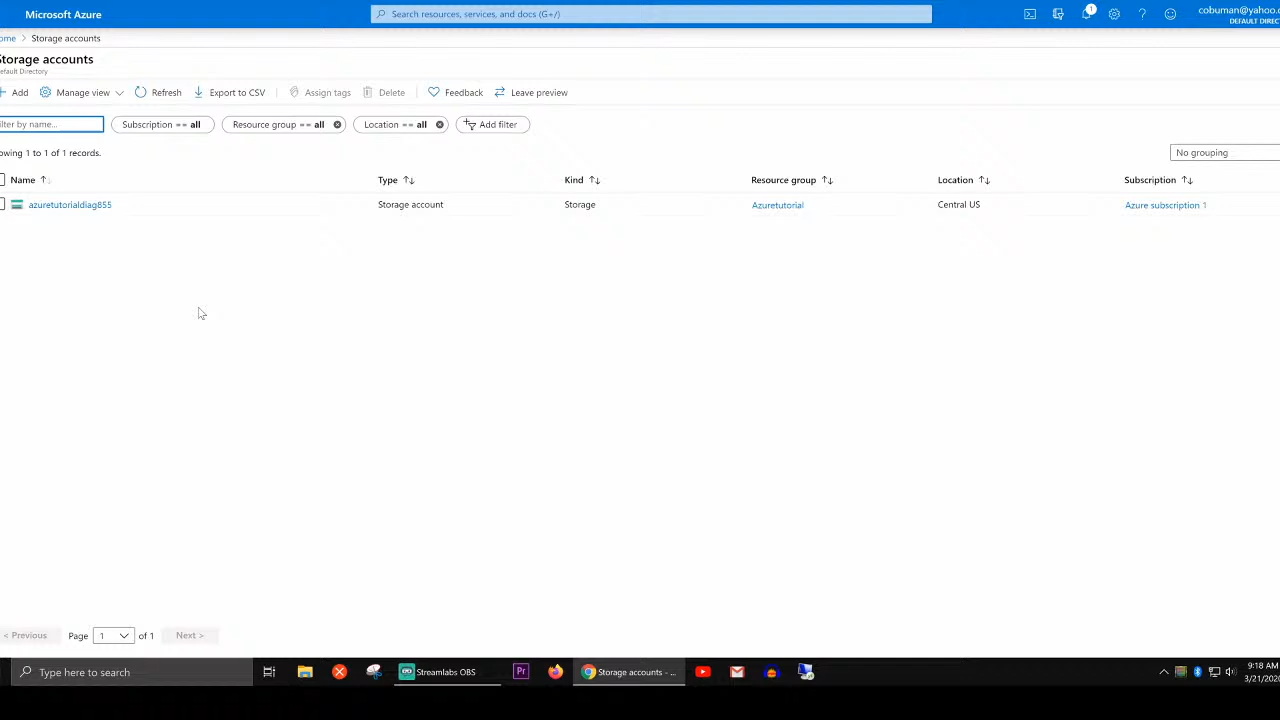 Microsoft Azure
Search resources, services, and docs (G+/)
1
cobuman@yahoo.c
DEFAULT DIREC
ome > Storage accounts
Storage accounts
efault Directory
Add
Manage view
Refresh
Export to CSV
Assign tags
Delete
Feedback
Leave preview
ilter by name...
Subscription == all
Resource group == all
Location == all
Add filter
owing 1 to 1 of 1 records.
No grouping
Name
Type
Kind
Resource group
Location
Subscription
azuretutorialdiag855
Storage account
Storage
Azuretutorial
Central US
Azure subscription 1
< Previous
Page 1 of 1
Next >
Type here to search
Streamlabs OBS
Pr
Storage accounts - ...
9:18 AM
3/21/2020